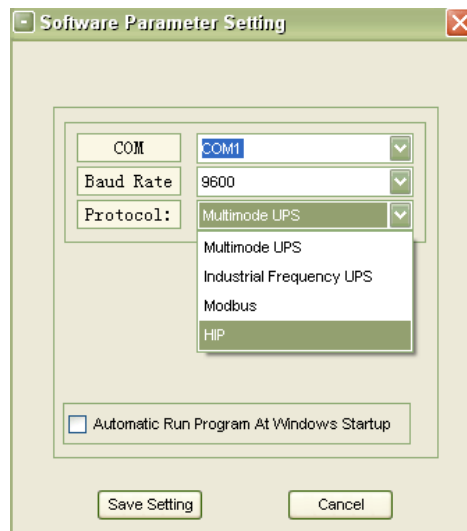 Software Parameter Setting
COM
COM1
Baud Rate
9600
Protocol:
Multimode UPS
Multimode UPS
Industrial Frequency UPS
Modbus
HIP
Automatic Run Program At Windows Startup
Save Setting
Cancel